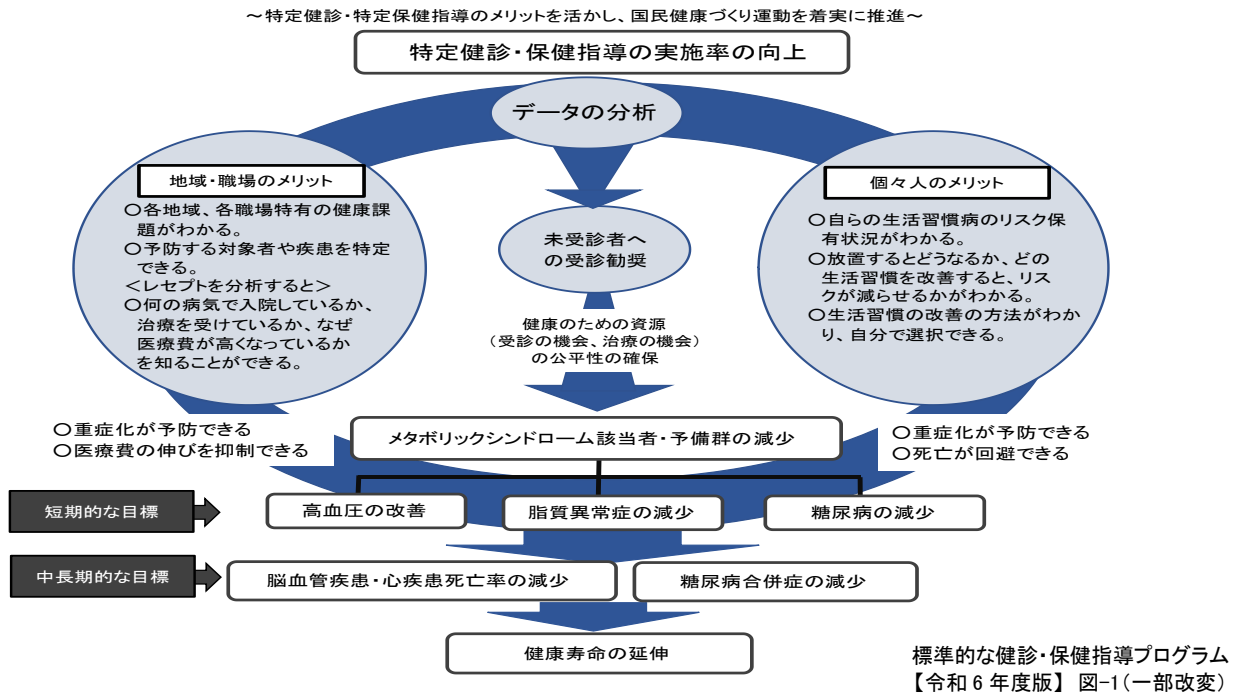 ～特定健診・特定保健指導のメリットを活かし、国民健康づくり運動を着実に推進～
特定健診・保健指導の実施率の向上
データの分析
地域・職場のメリット
○各地域、各職場特有の健康課
題がわかる。
○予防する対象者や疾患を特定
できる。
＜レセプトを分析すると＞
○何の病気で入院しているか、
治療を受けているか、なぜ
医療費が高くなっているか
を知ることができる。
未受診者へ
の受診勧奨
個々人のメリット
○自らの生活習慣病のリスク保
有状況がわかる。
○放置するとどうなるか、どの
生活習慣を改善すると、リス
クが減らせるかがわかる。
○生活習慣の改善の方法がわか
り、自分で選択できる。
健康のための資源
（受診の機会、治療の機会）
の公平性の確保
○重症化が予防できる
○医療費の伸びを抑制できる
メタボリックシンドローム該当者・予備群の減少
○重症化が予防できる
○死亡が回避できる
短期的な目標
高血圧の改善
脂質異常症の減少
糖尿病の減少
中長期的な目標
脳血管疾患・心疾患死亡率の減少
糖尿病合併症の減少
健康寿命の延伸
標準的な健診・保健指導プログラム
【令和6年度版】 図-1(一部改変)